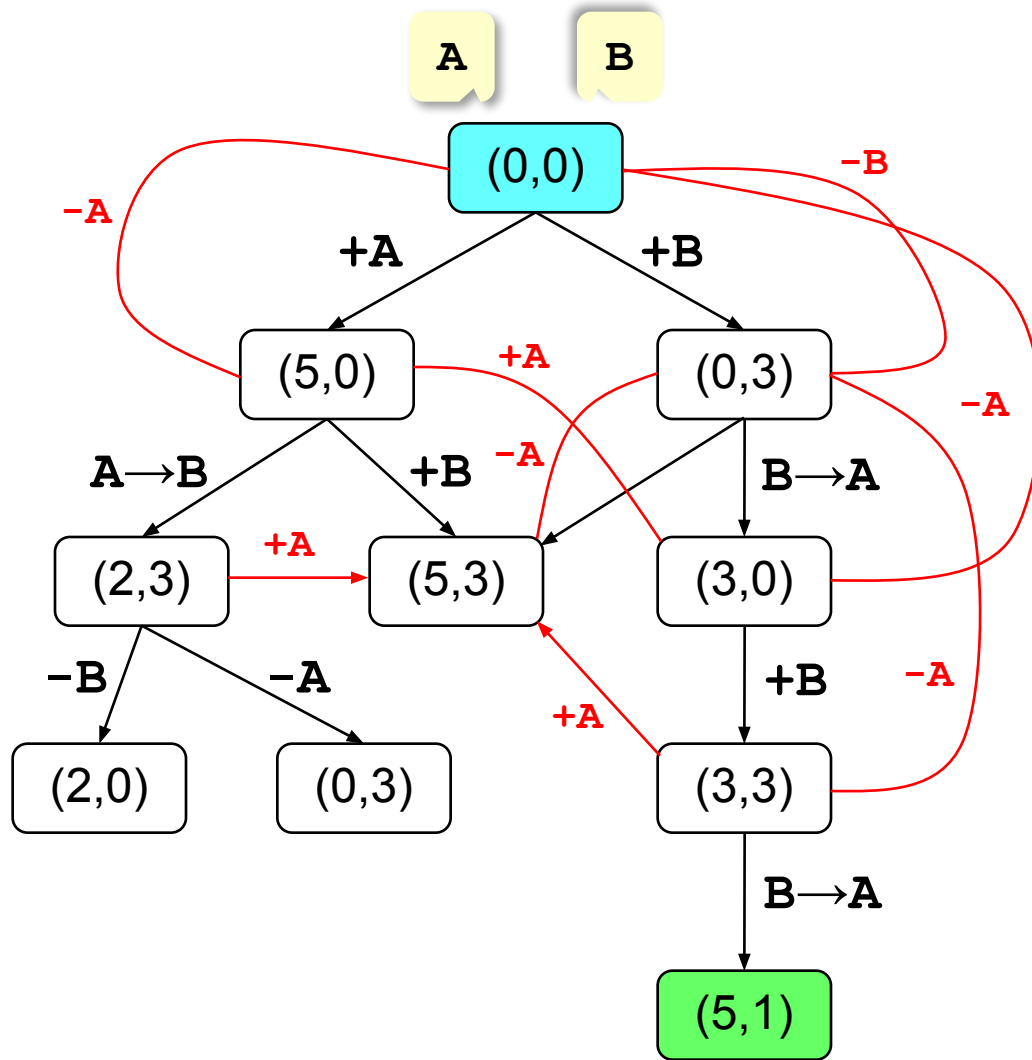 A B
(0,0)
-B
-A
+A +B
(5,0) +A (0,3)
-A
A→B +B -A B→A
+A
(2,3) (5,3) (3,0)
-B -A +B -A
+A
(2,0) (0,3) (3,3)
B→A
(5,1)